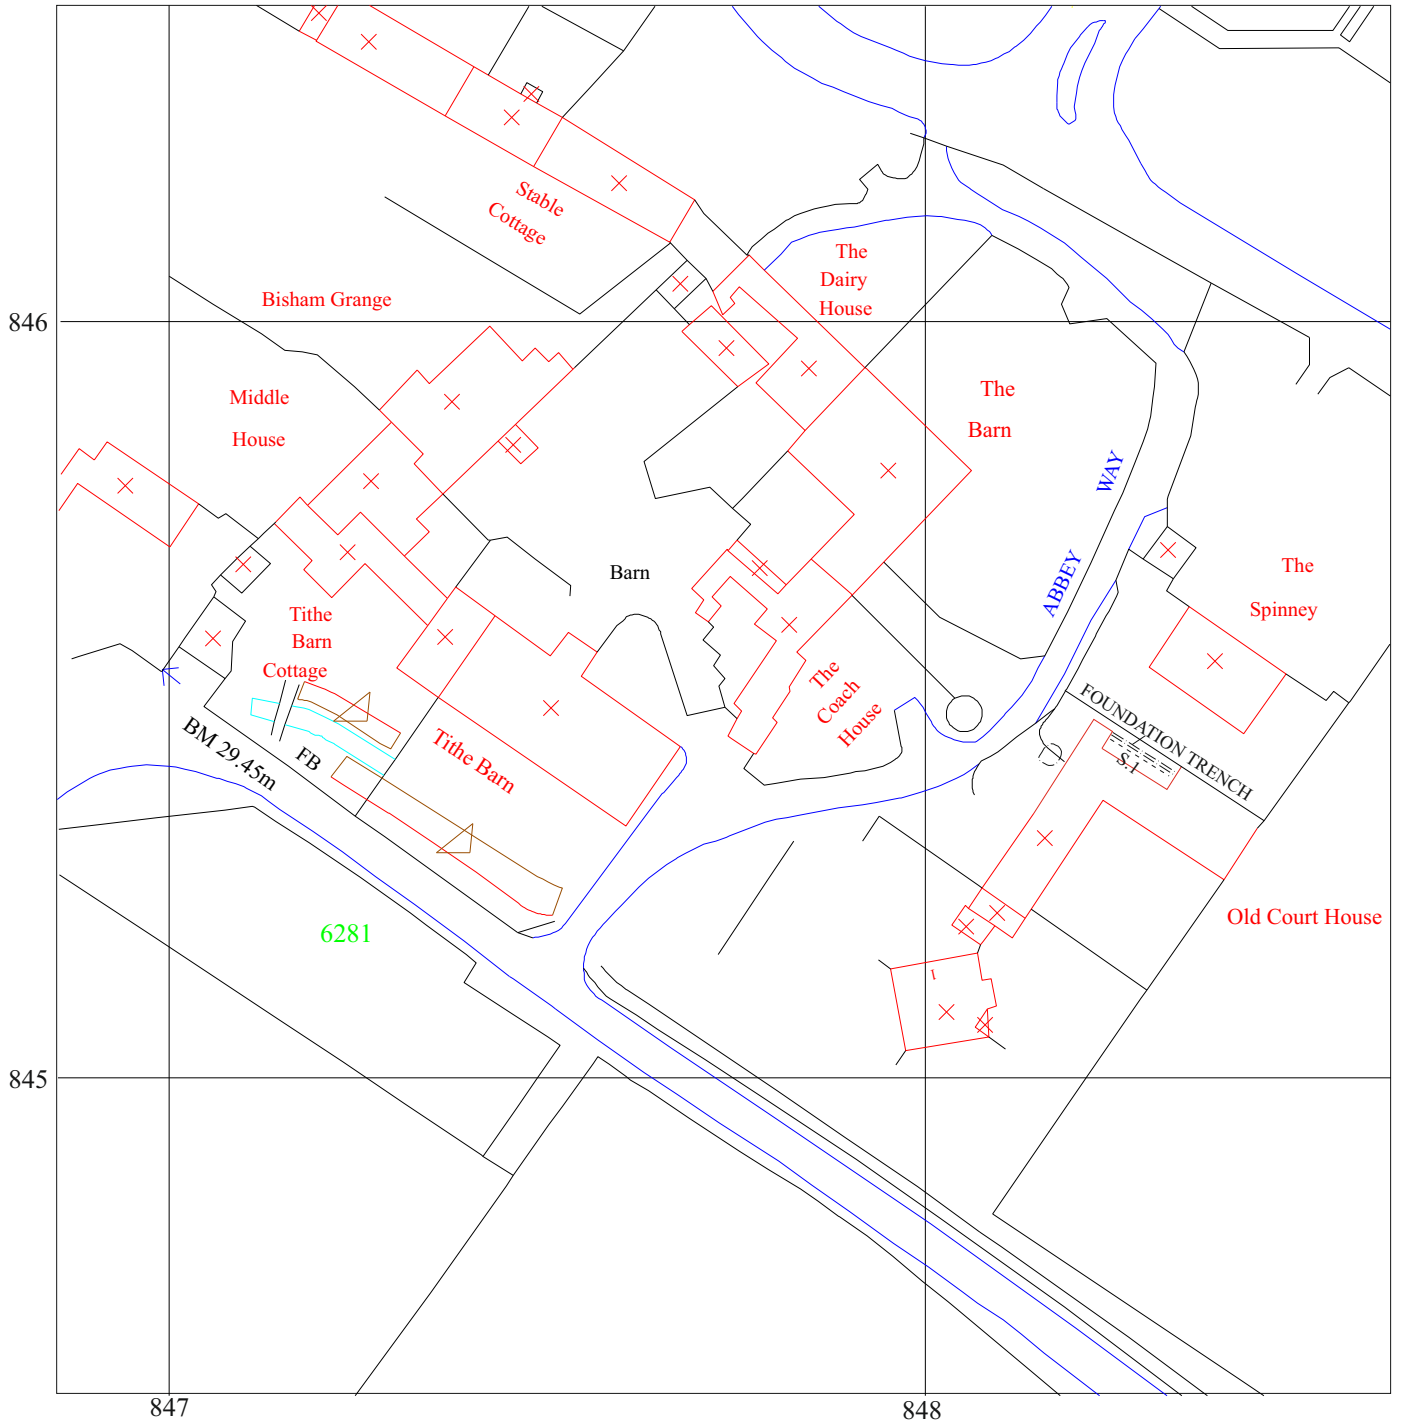 Stable
Cottage
The
Dairy
House
Bisham Grange
846
Middle
House
The
Barn
WAY
ABBEY
Barn
The
Spinney
Tithe
Barn
Cottage
The
Coach
House
FOUNDATION TRENCH
S.1
BM 29.45m
FB
Tithe Barn
6281
Old Court House
1
845
847
848